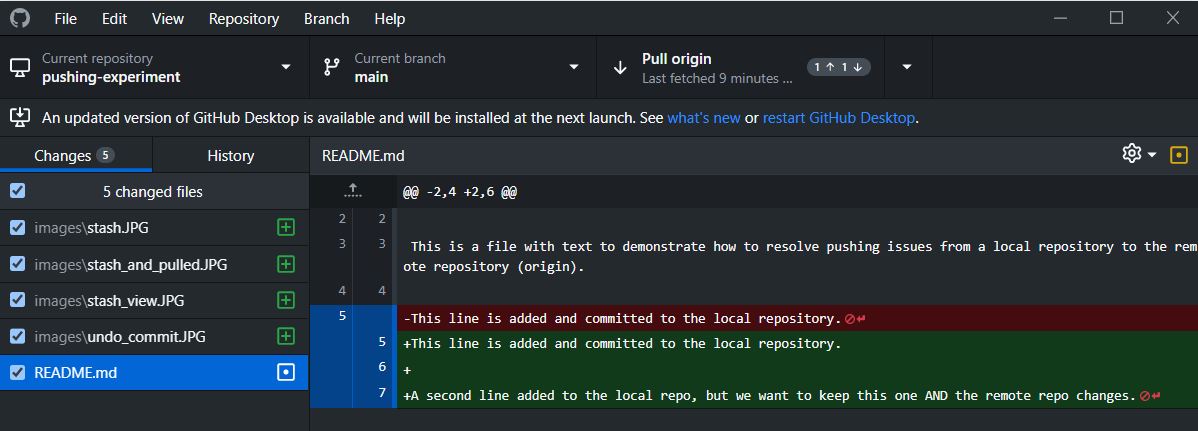 File Edit View Repository Branch Help
Current repository
pushing-experiment
Current branch
main
Pull origin
Last fetched 9 minutes ...
1 ↑ 1 ↓
An updated version of GitHub Desktop is available and will be installed at the next launch. See what's new or restart GitHub Desktop.
Changes 5
History
5 changed files
images\stash.JPG
images\stash_and_pulled.JPG
images\stash_view.JPG
images\undo_commit.JPG
README.md
README.md
@@ -2,4 +2,6 @@
2 2
3 3 This is a file with text to demonstrate how to resolve pushing issues from a local repository to the rem
ote repository (origin).
4 4
5 -This line is added and committed to the local repository.
5 +This line is added and committed to the local repository.
6 +
7 +A second line added to the local repo, but we want to keep this one AND the remote repo changes.